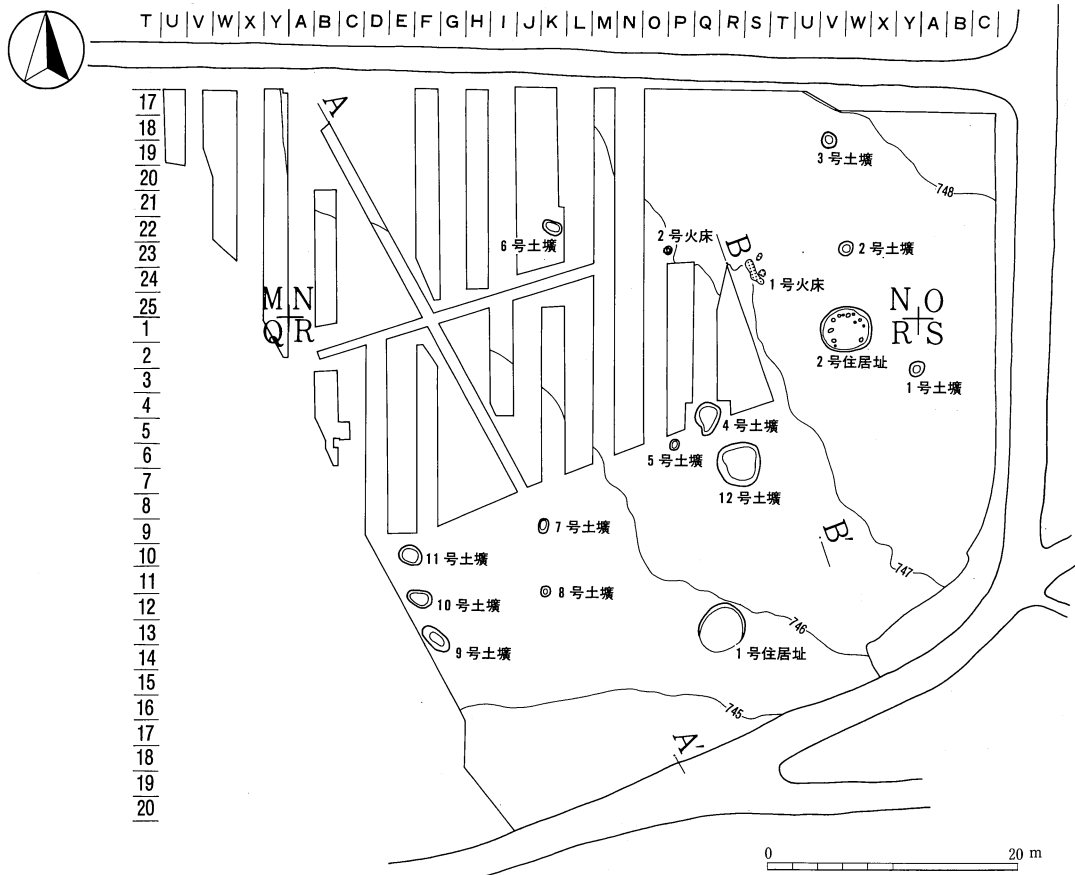 T U V W X Y A B C D E F G H I J K L M N O P Q R S T U V W X Y A B C
17
18
19
20
21
22
23
24
25
1
2
3
4
5
6
7
8
9
10
11
12
13
14
15
16
17
18
19
20
A
3号土壙
748
6号土壙
2号火床
B
2号土壙
1号火床
M N
Q R
N O
R S
2号住居址
1号土壙
4号土壙
5号土壙
12号土壙
7号土壙
B'
11号土壙
747
8号土壙
10号土壙
746
9号土壙
1号住居址
745
A'
0 20 m